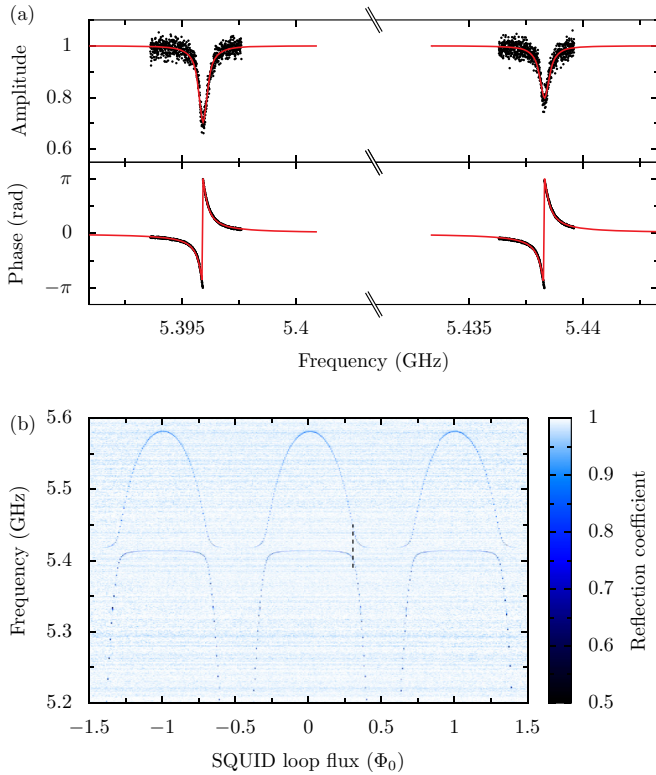 (a)
1
0.8
0.6
Amplitude
π
0
−π
Phase (rad)
5.395 5.4 5.435 5.44
Frequency (GHz)
(b)
5.6
5.5
5.4
5.3
5.2
Frequency (GHz)
−1.5 −1 −0.5 0 0.5 1 1.5
SQUID loop flux (Φ0)
1
0.9
0.8
0.7
0.6
0.5
Reflection coefficient